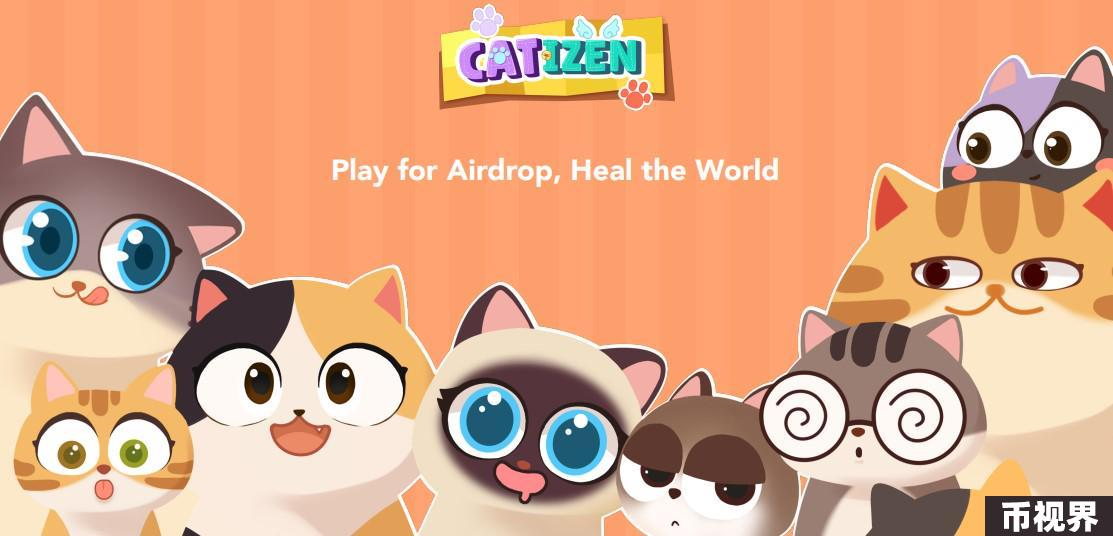 CATIZEN
Play for Airdrop, Heal the World
币视界